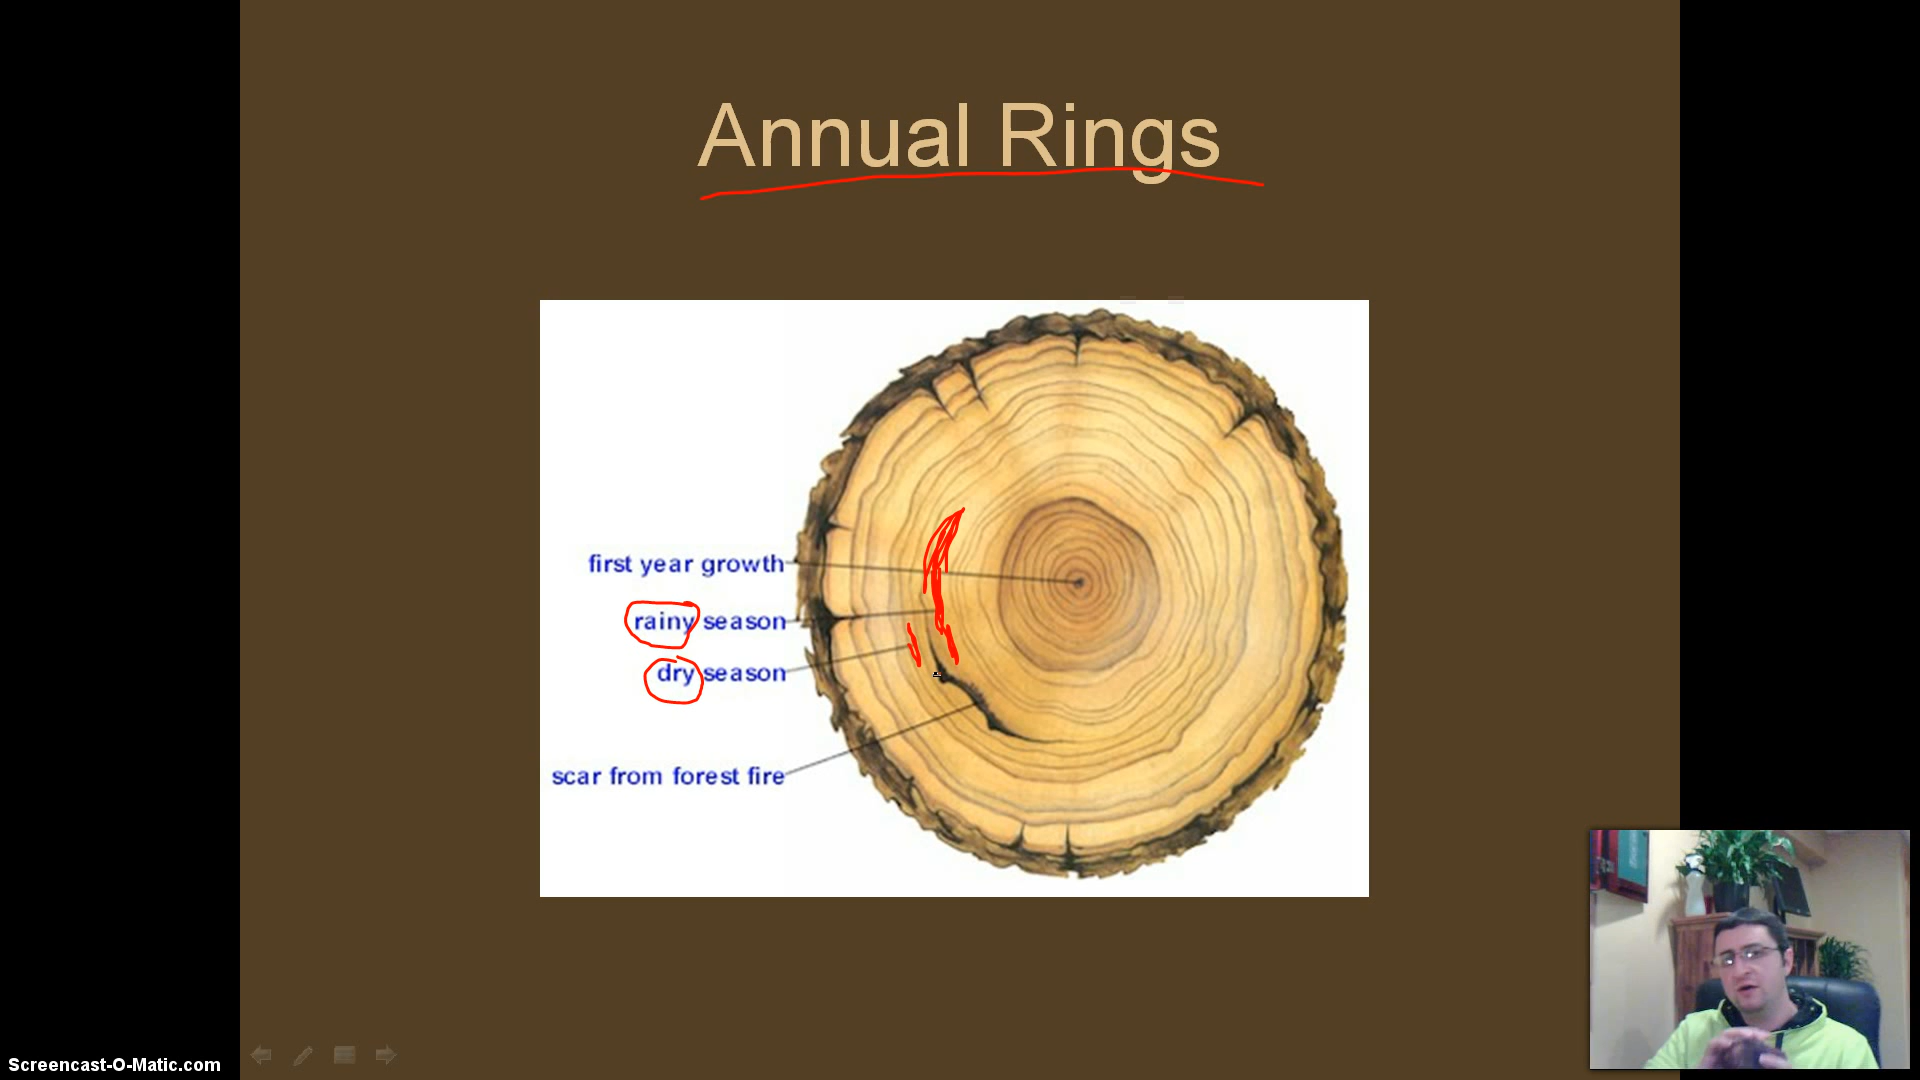 Annual Rings
first year growth
rainy season
dry season
scar from forest fire
Screencast-O-Matic.com